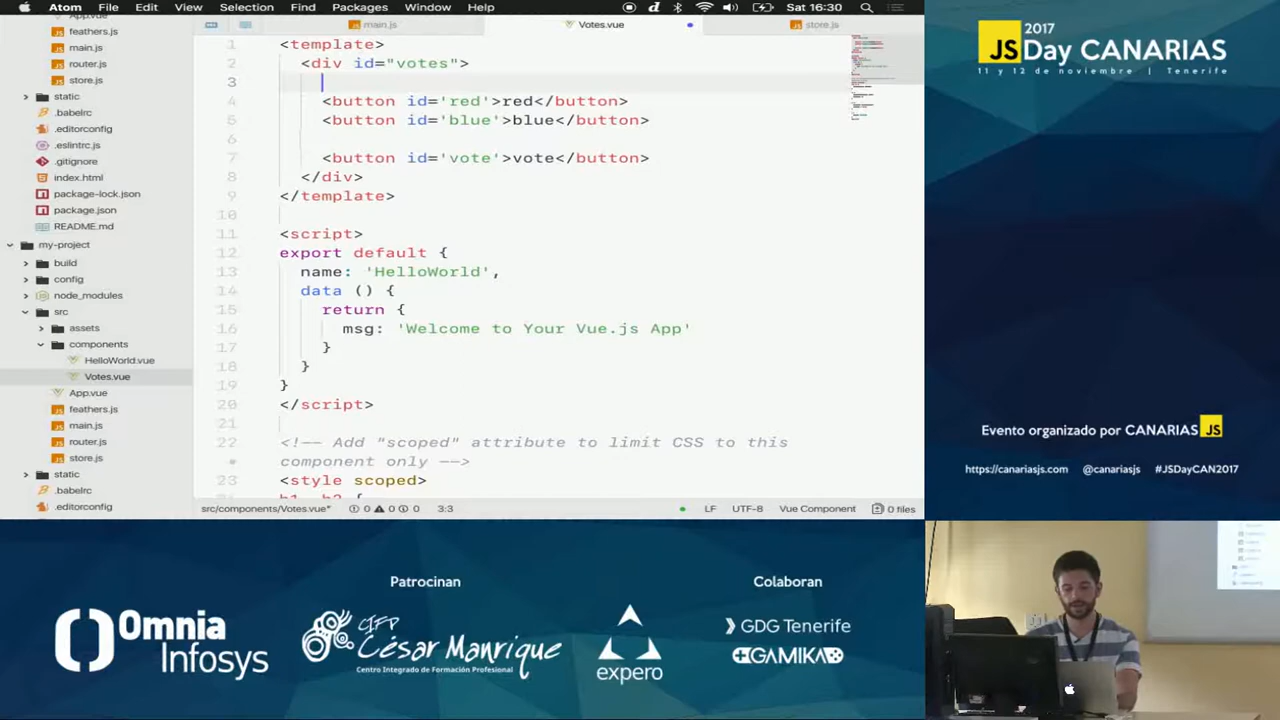 Atom File Edit View Selection Find Packages Window Help
Sat 16:30
App.vue
feathers.js
main.js
router.js
store.js
static
.babelrc
.editorconfig
.eslintrc.js
.gitignore
index.html
package-lock.json
package.json
README.md
my-project
build
config
node_modules
src
assets
components
HelloWorld.vue
Votes.vue
App.vue
feathers.js
main.js
router.js
store.js
static
.babelrc
.editorconfig
main.js
Votes.vue
store.js
1 <template>
2 <div id="votes">
3
4 <button id='red'>red</button>
5 <button id='blue'>blue</button>
6
7 <button id='vote'>vote</button>
8 </div>
9 </template>
10
11 <script>
12 export default {
13 name: 'HelloWorld',
14 data () {
15 return {
16 msg: 'Welcome to Your Vue.js App'
17 }
18 }
19 }
20 </script>
21
22 <!-- Add "scoped" attribute to limit CSS to this
component only -->
23 <style scoped>
h1, h2 {
src/components/Votes.vue* 0 0 0 3:3
LF UTF-8 Vue Component 0 files
2017
JSDay CANARIAS
11 y 12 de noviembre | Tenerife
Evento organizado por CANARIAS JS
https://canariasjs.com @canariasjs #JSDayCAN2017
Patrocinan
Omnia
Infosys
CIFP
César Manrique
Centro Integrado de Formación Profesional
expero
Colaboran
GDG Tenerife
GAMIKA